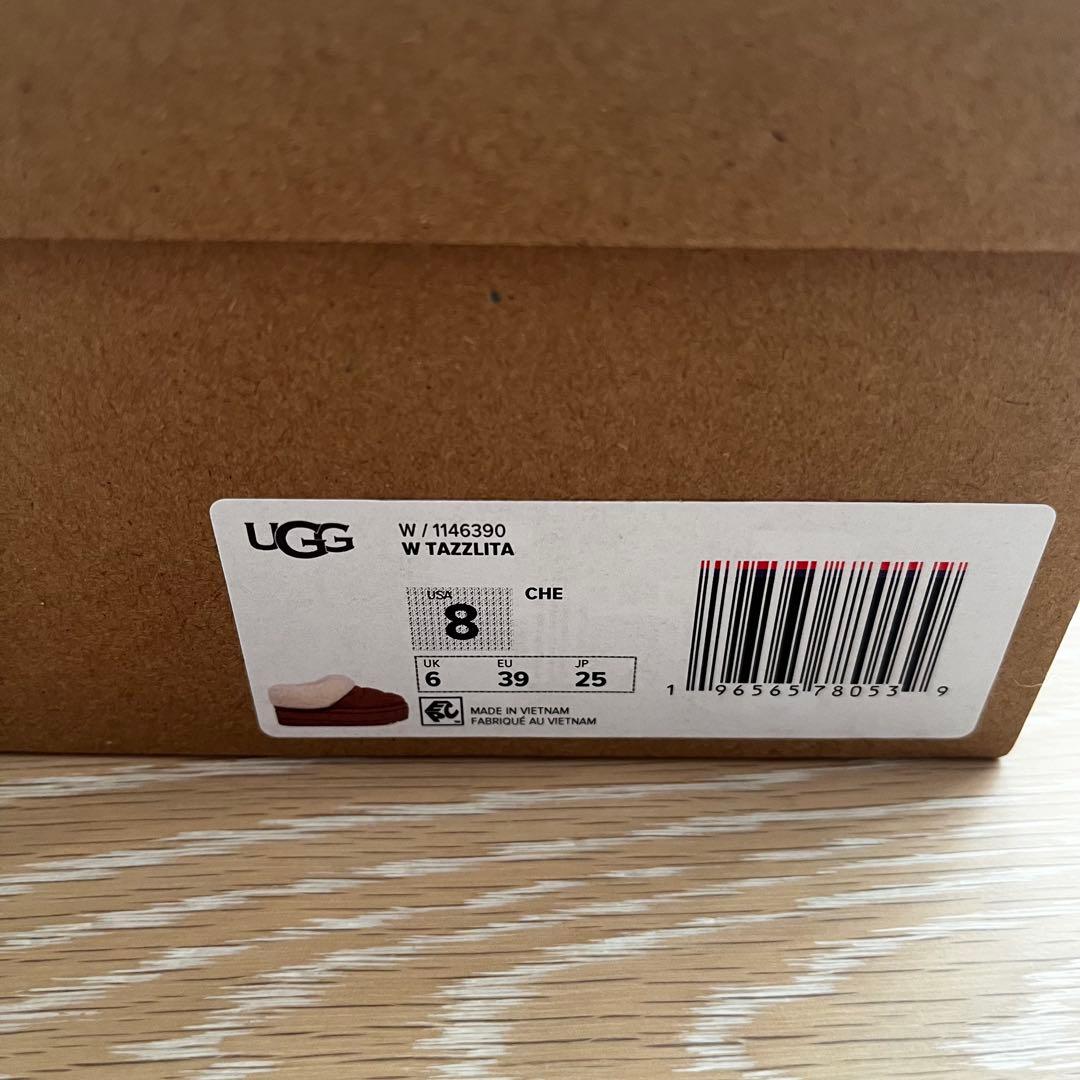 UGG
W / 1146390
W TAZZLITA
USA
8
CHE
UK EU JP
6 39 25
MADE IN VIETNAM
FABRIQUÉ AU VIETNAM
1 96565 78053 9